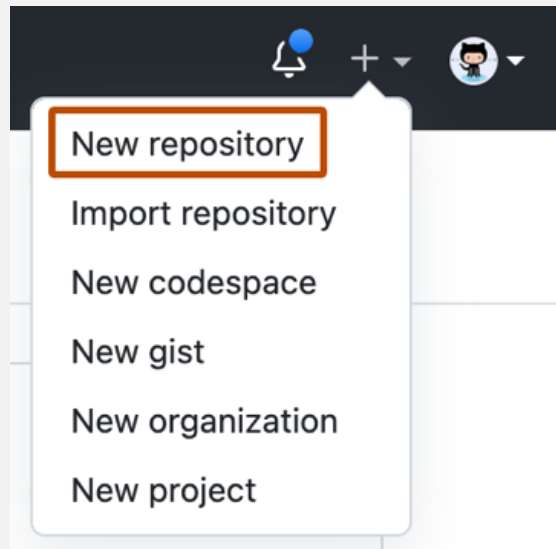 New repository
Import repository
New codespace
New gist
New organization
New project